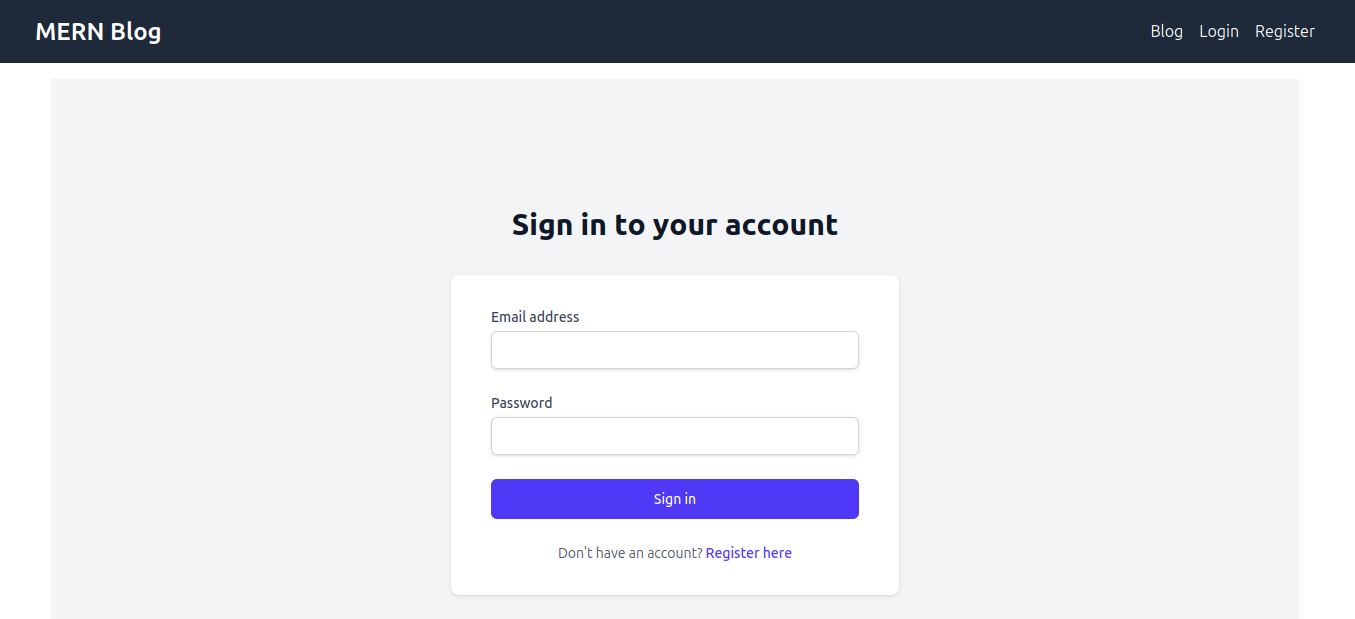 MERN Blog
Blog Login Register
Sign in to your account
Email address
Password
Sign in
Don't have an account? Register here